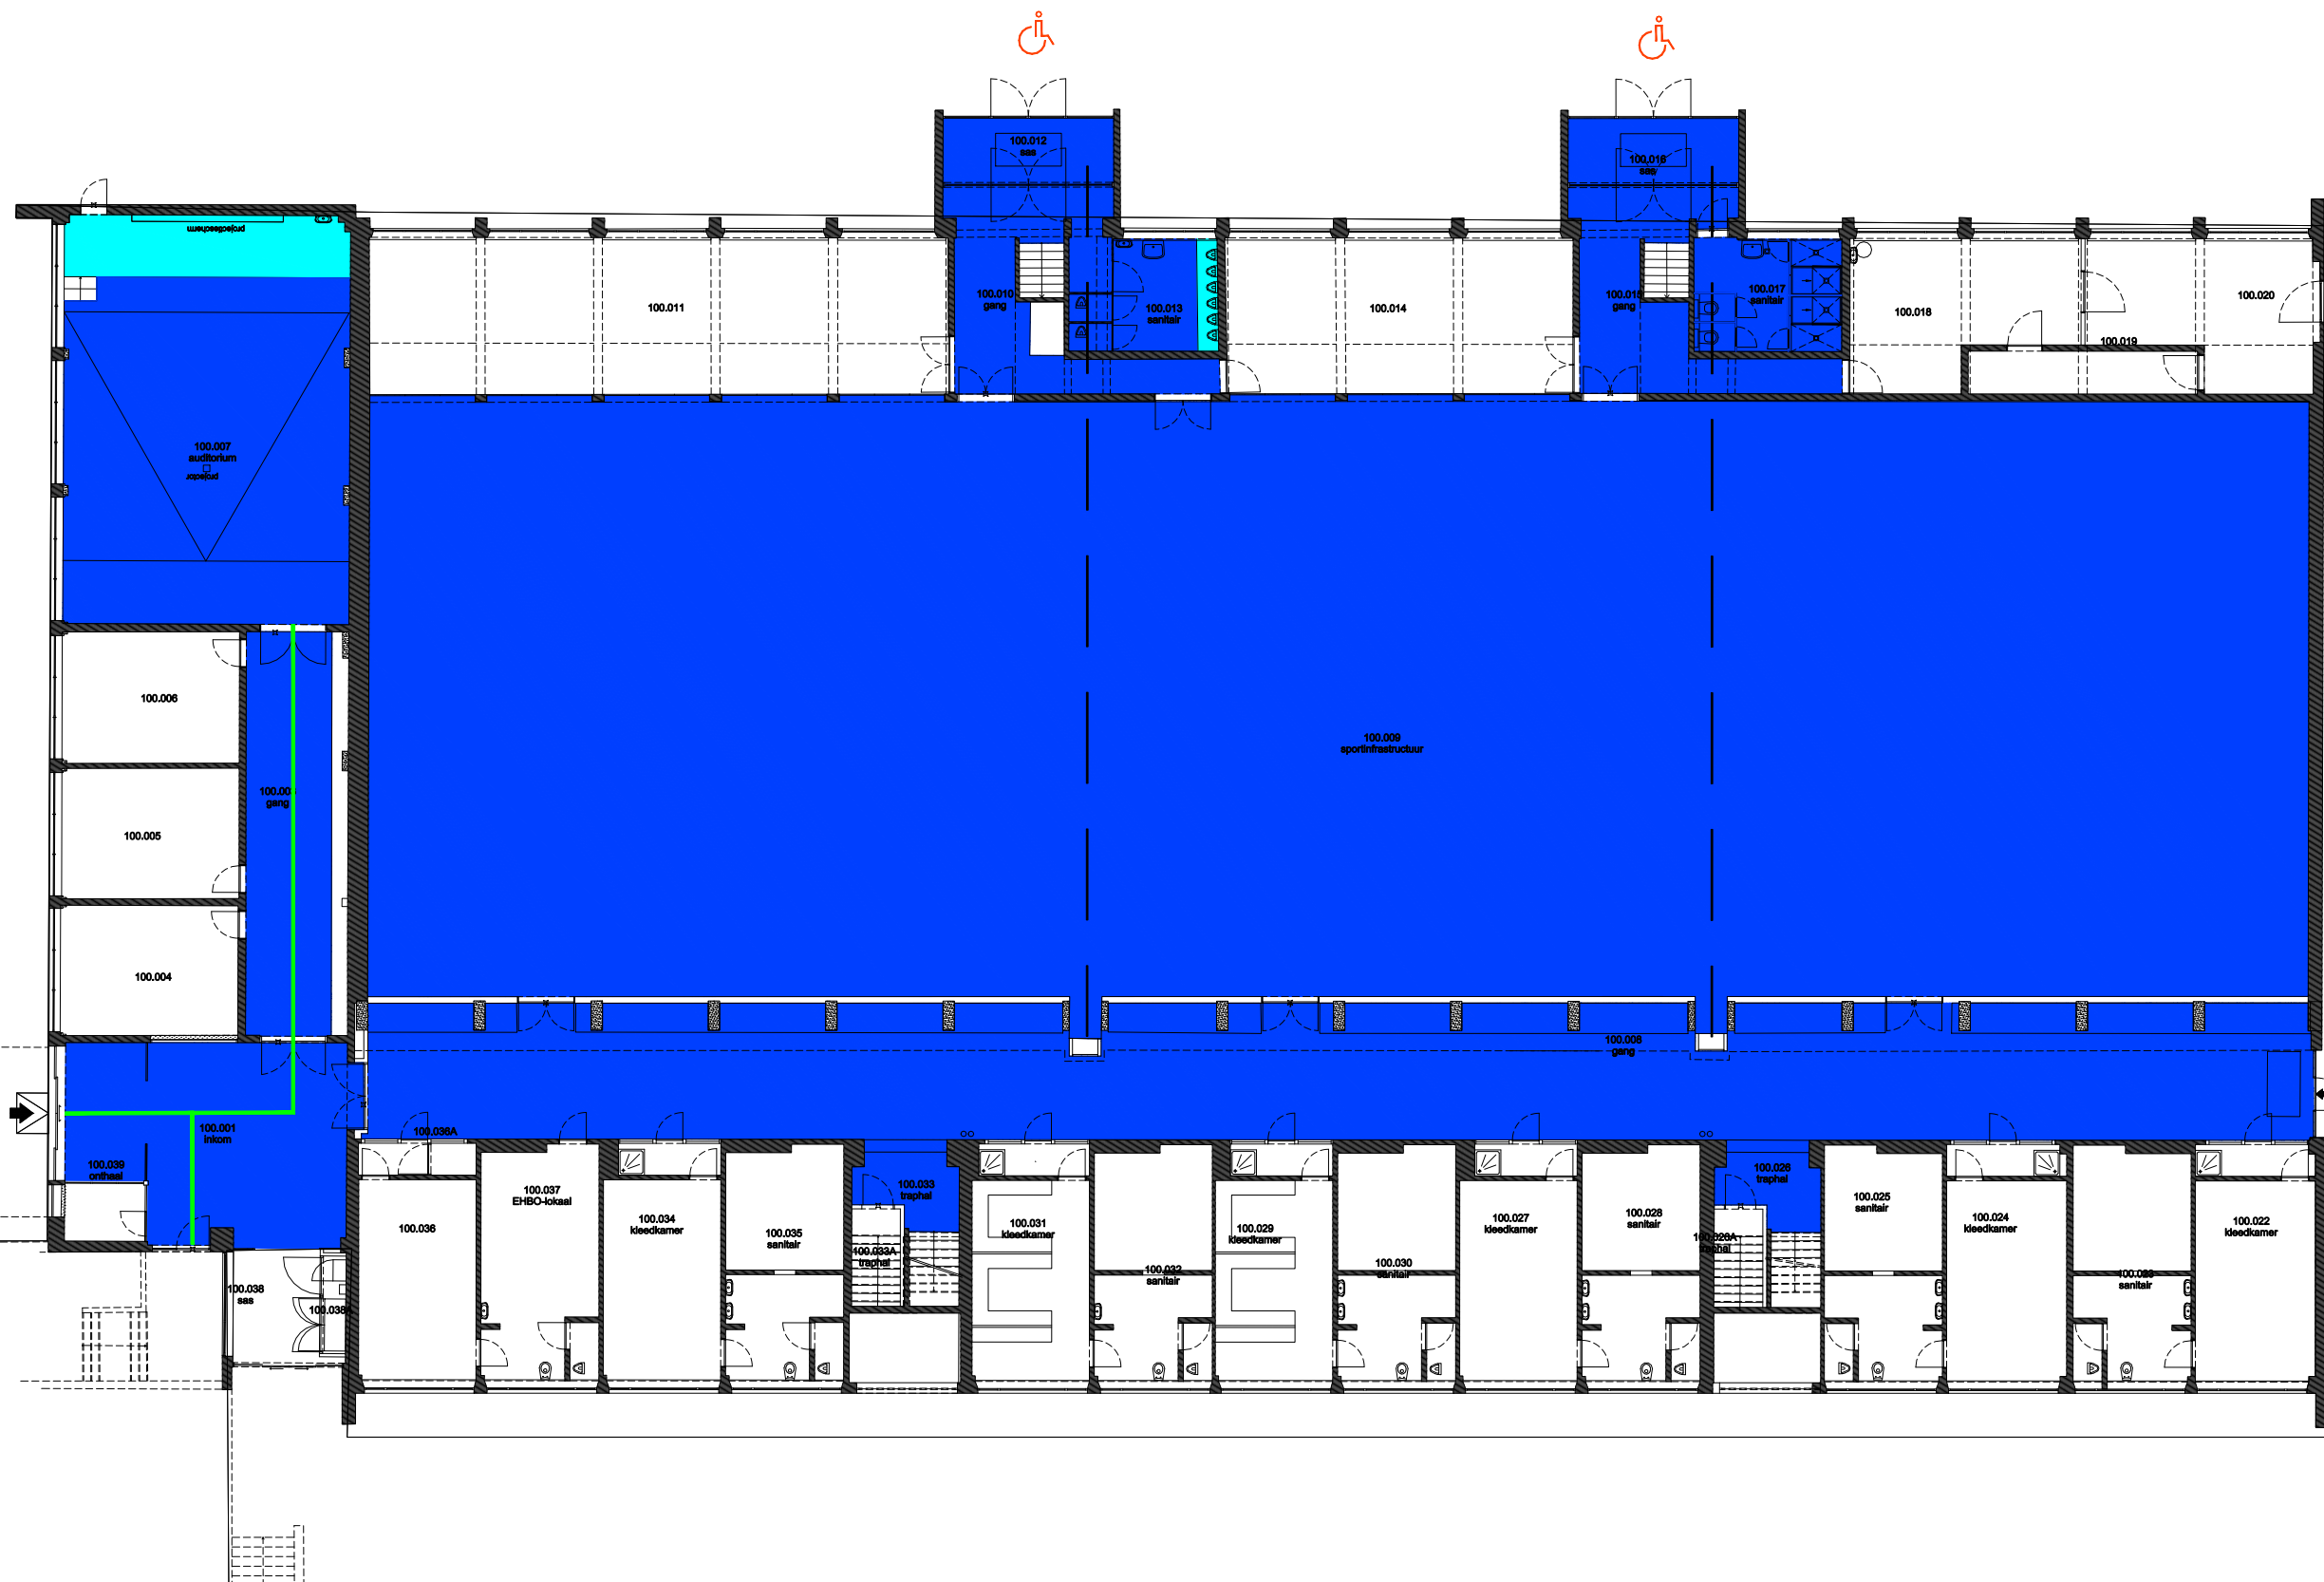 100.012
sas
100.016
sas
projectiescherm
100.011
100.010
gang
100.013
sanitair
100.014
100.015
gang
100.017
sanitair
100.018
100.019
100.020
100.007
auditorium
projector
100.006
100.009
sportinfrastructuur
gang
100.005
100.004
100.008
gang
100.001
inkom
100.036A
100.039
onthaal
100.037
EHBO-lokaal
100.036
100.034
kleedkamer
100.035
sanitair
100.033
traphal
100.033A
traphal
100.031
kleedkamer
100.032
sanitair
100.029
kleedkamer
100.030
sanitair
100.027
kleedkamer
100.028
sanitair
100.026
traphal
100.026A
traphal
100.025
sanitair
100.024
kleedkamer
100.023
sanitair
100.022
kleedkamer
100.038
sas